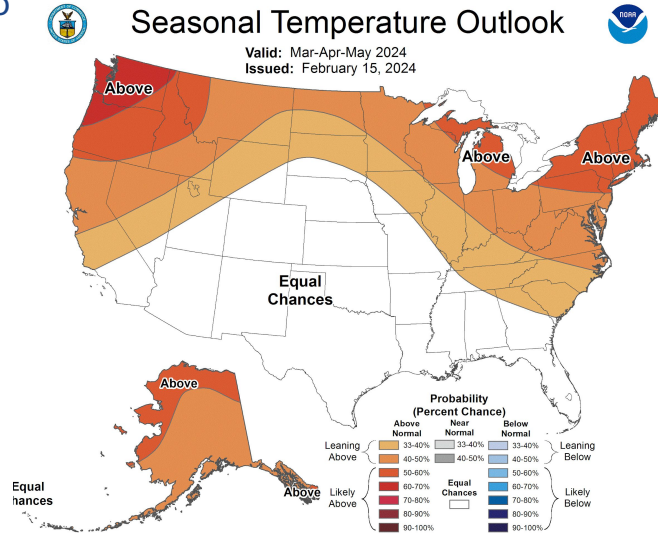 Seasonal Temperature Outlook
Valid: Mar-Apr-May 2024
Issued: February 15, 2024
NOAA
Above
Above
Above
Equal
Chances
Above
Above
Equal
hances
Probability
(Percent Chance)
Above
Normal
Near
Normal
Below
Normal
Leaning
Above
33-40%
33-40%
33-40%
Leaning
Below
40-50%
40-50%
40-50%
Likely
Above
50-60%
50-60%
Likely
Below
60-70%
60-70%
70-80%
70-80%
80-90%
80-90%
90-100%
90-100%
Equal
Chances